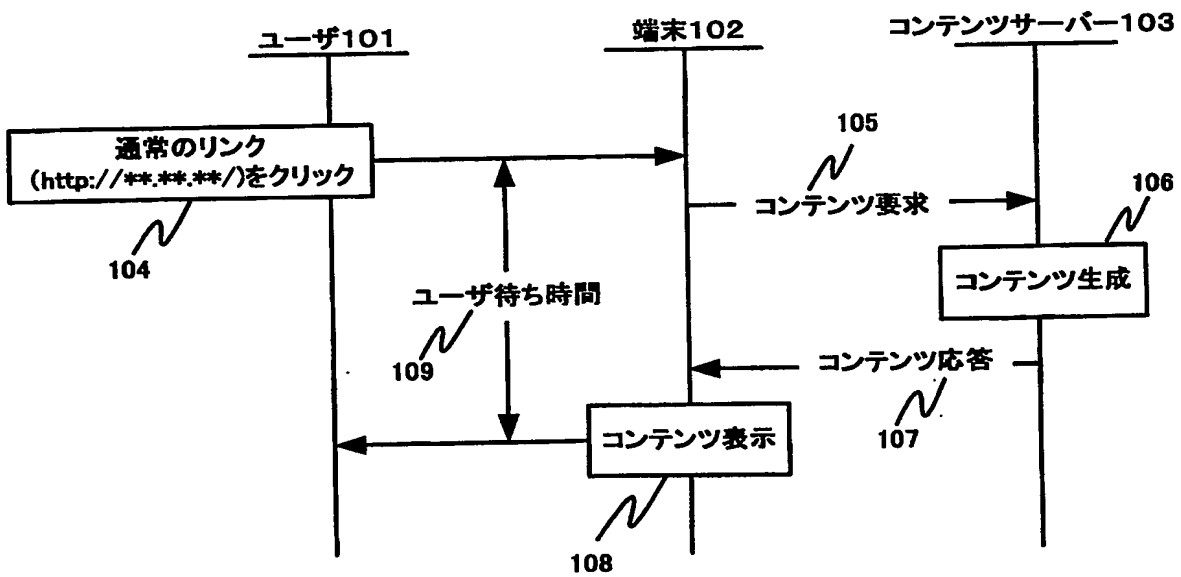 ユーザ101
端末102
コンテンツサーバー103
通常のリンク
(http://**.**.**/)をクリック
104
105
コンテンツ要求
106
コンテンツ生成
ユーザ待ち時間
109
コンテンツ応答
107
コンテンツ表示
108